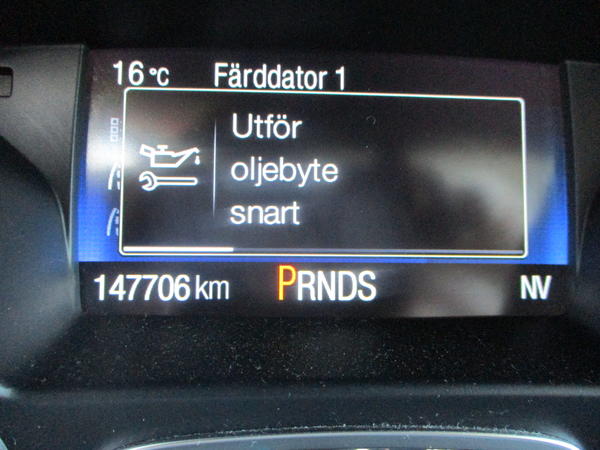 16°C Färddator 1
Utför
oljebyte
snart
147706 km PRNDS NV